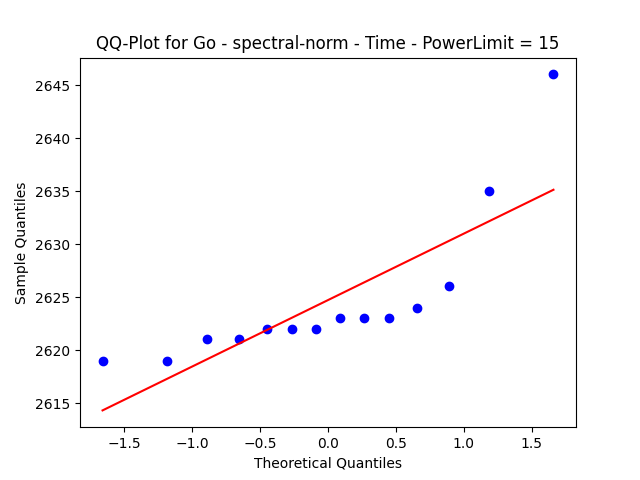 QQ-Plot for Go - spectral-norm - Time - PowerLimit = 15
2645
2640
2635
2630
2625
2620
2615
Sample Quantiles
−1.5 −1.0 −0.5 0.0 0.5 1.0 1.5
Theoretical Quantiles